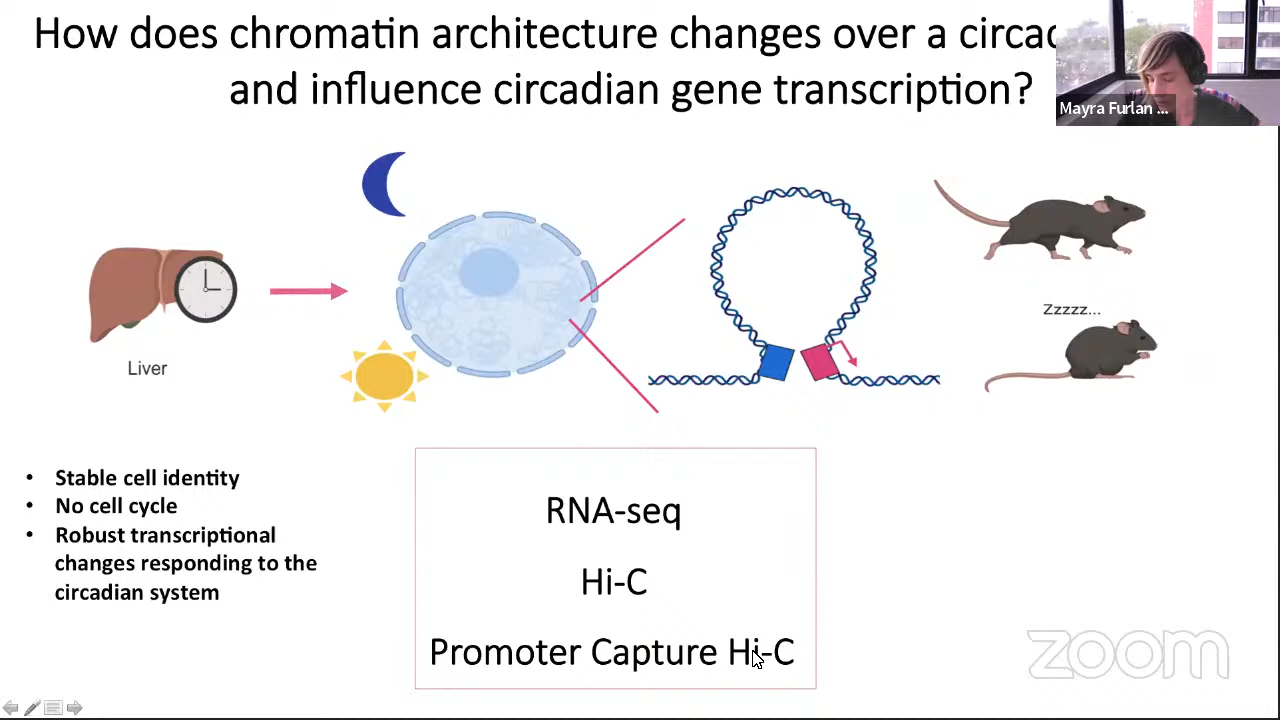 How does chromatin architecture changes over a
and influence circadian gene transcription?
Mayra Furlan ...
Zzzzz...
Liver
• Stable cell identity
• No cell cycle
• Robust transcriptional
changes responding to the
circadian system
RNA-seq
Hi-C
Promoter Capture Hi-C
zoom